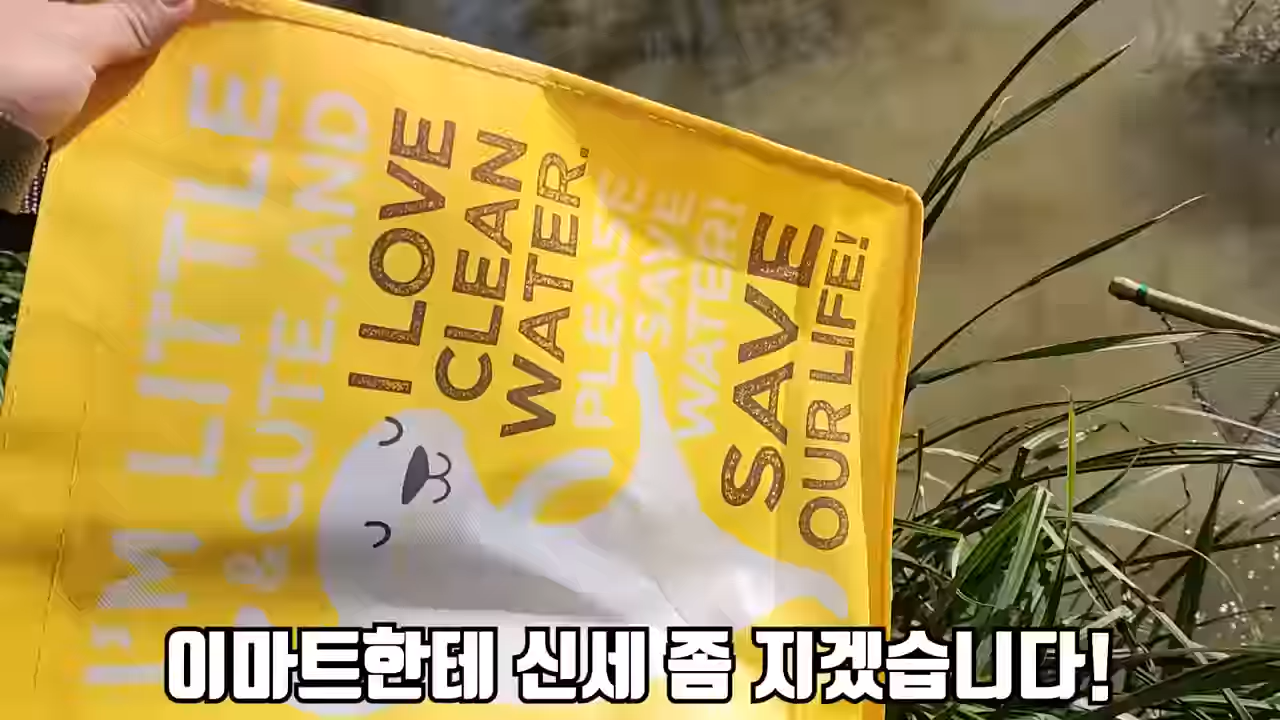 I'M LITTLE
& CUTE. AND
I LOVE
CLEAN
WATER.
PLEASE
SAVE
WATER!
SAVE
OUR LIFE!
이마트한테 신세 좀 지겠습니다!